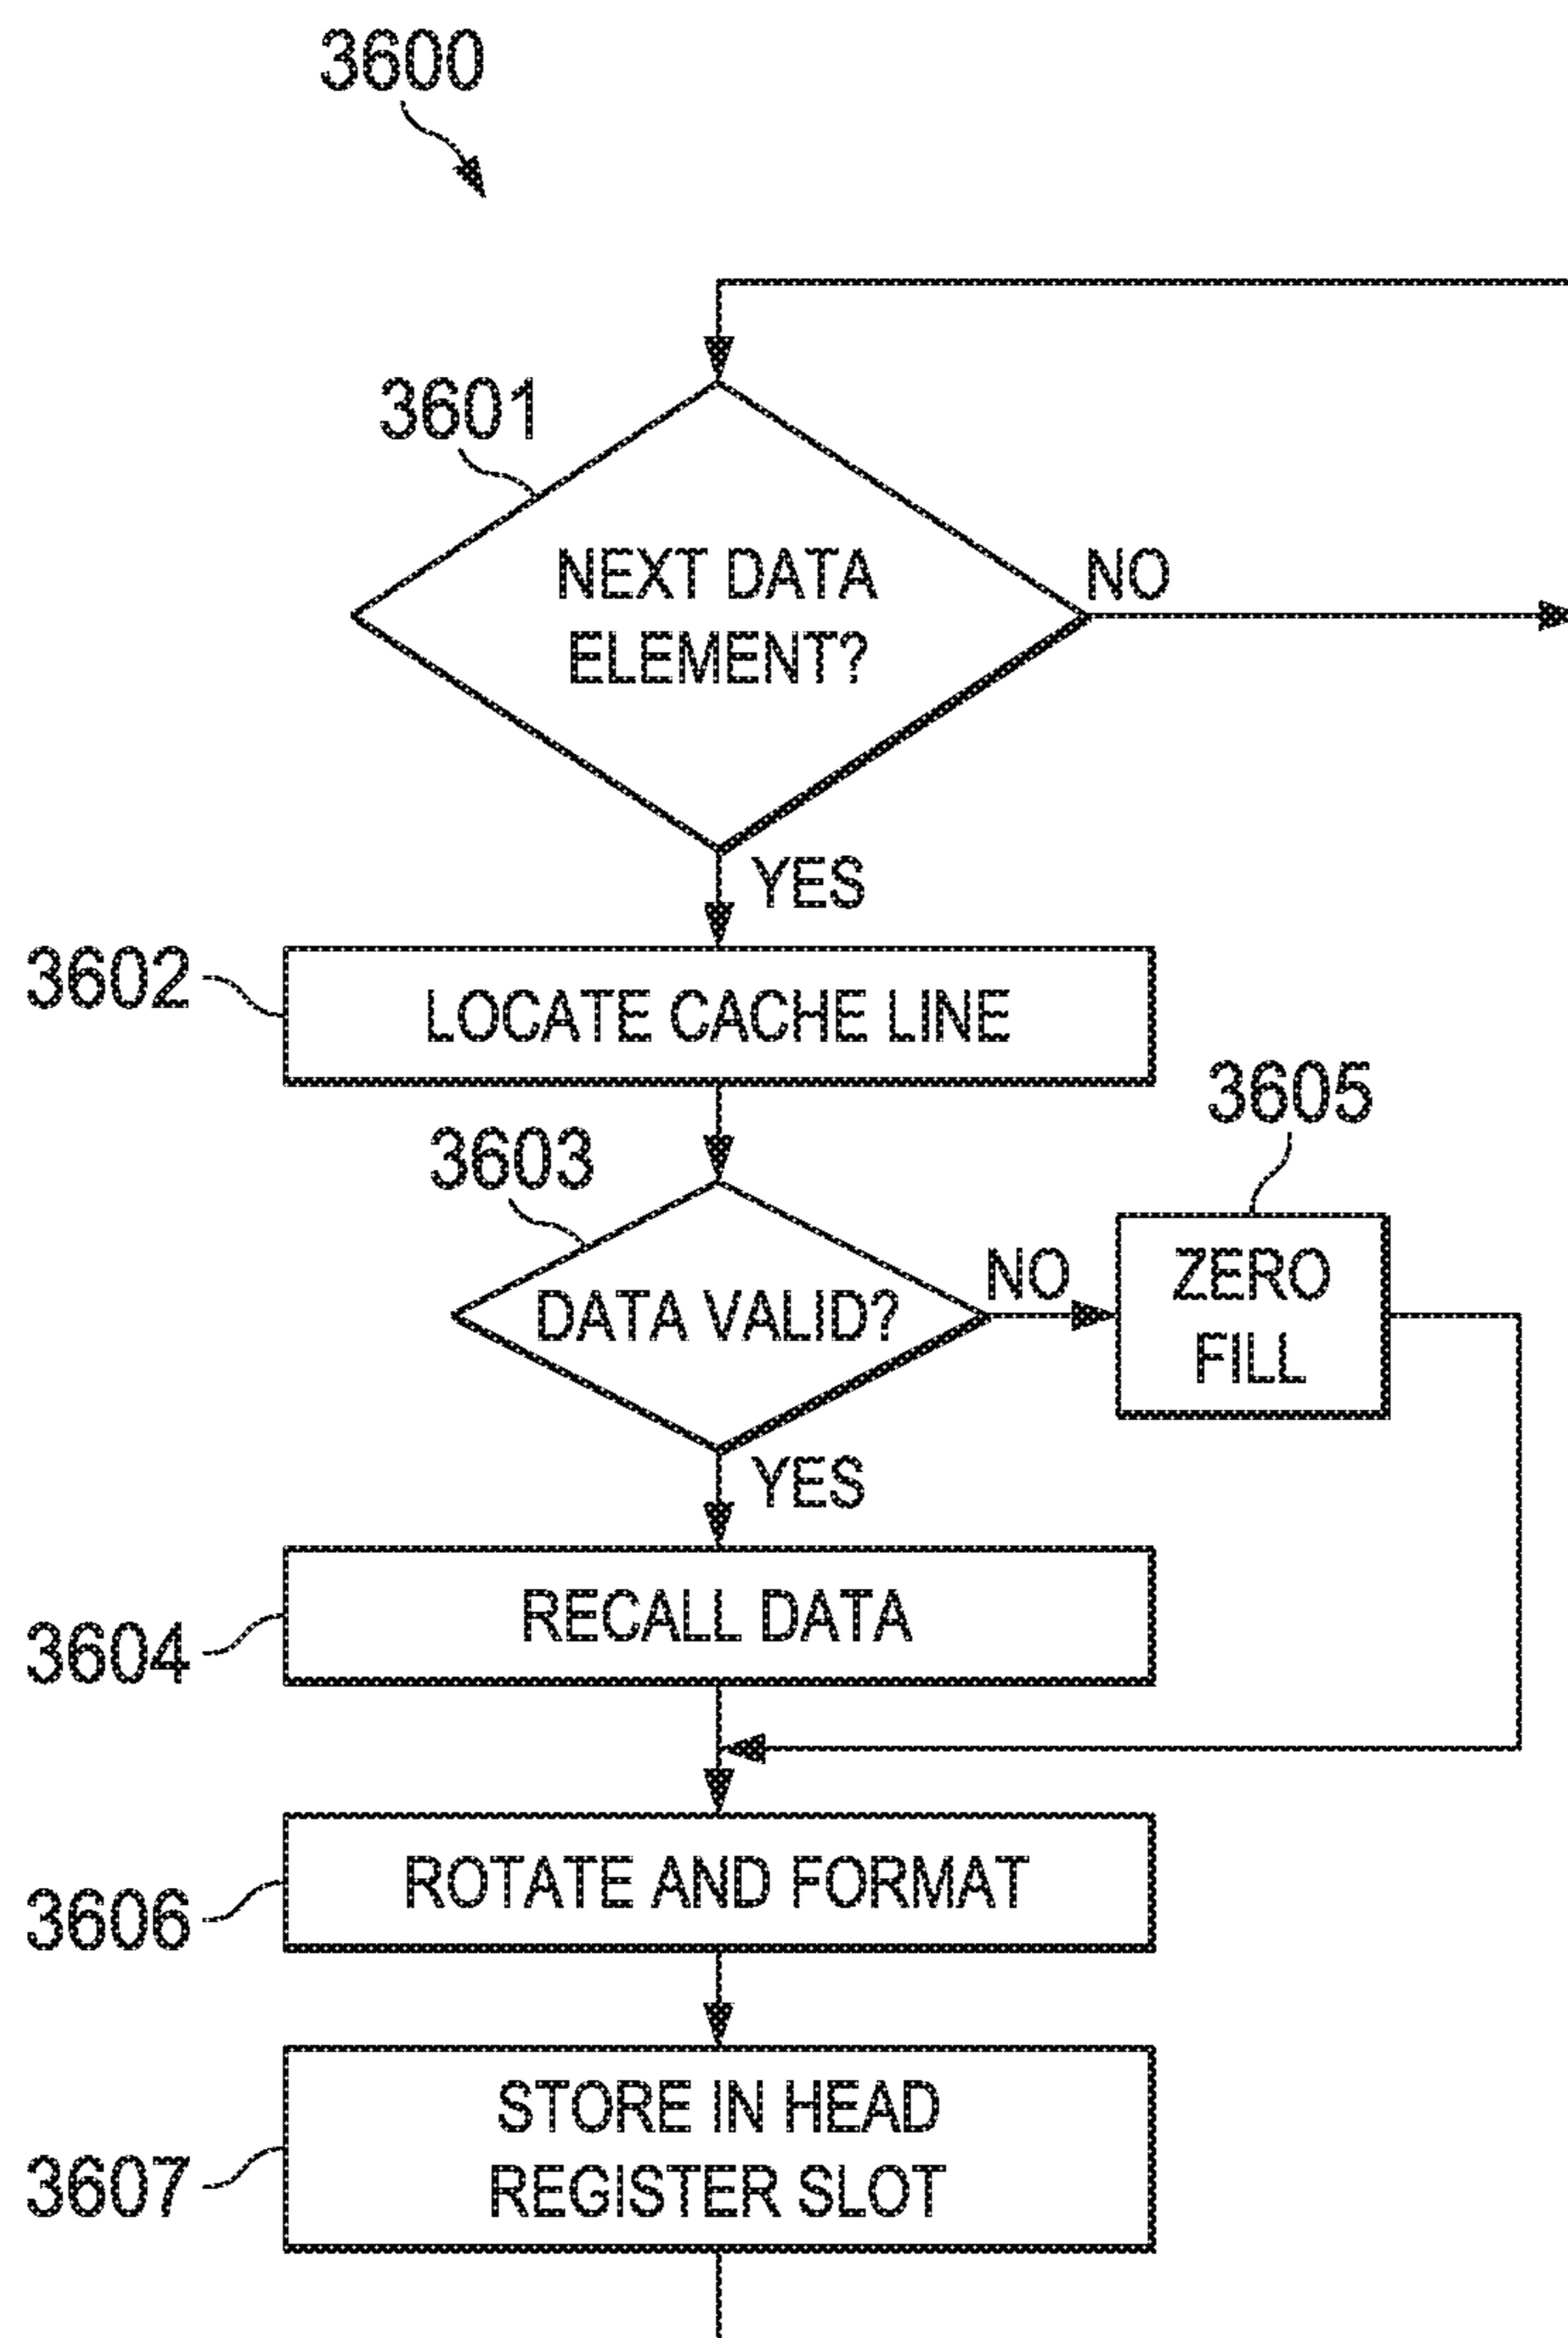 3600
3601
NEXT DATA
ELEMENT?
NO
YES
3602
LOCATE CACHE LINE
3605
3603
DATA VALID?
NO
ZERO
FILL
YES
RECALL DATA
3604
ROTATE AND FORMAT
3606
STORE IN HEAD
REGISTER SLOT
3607